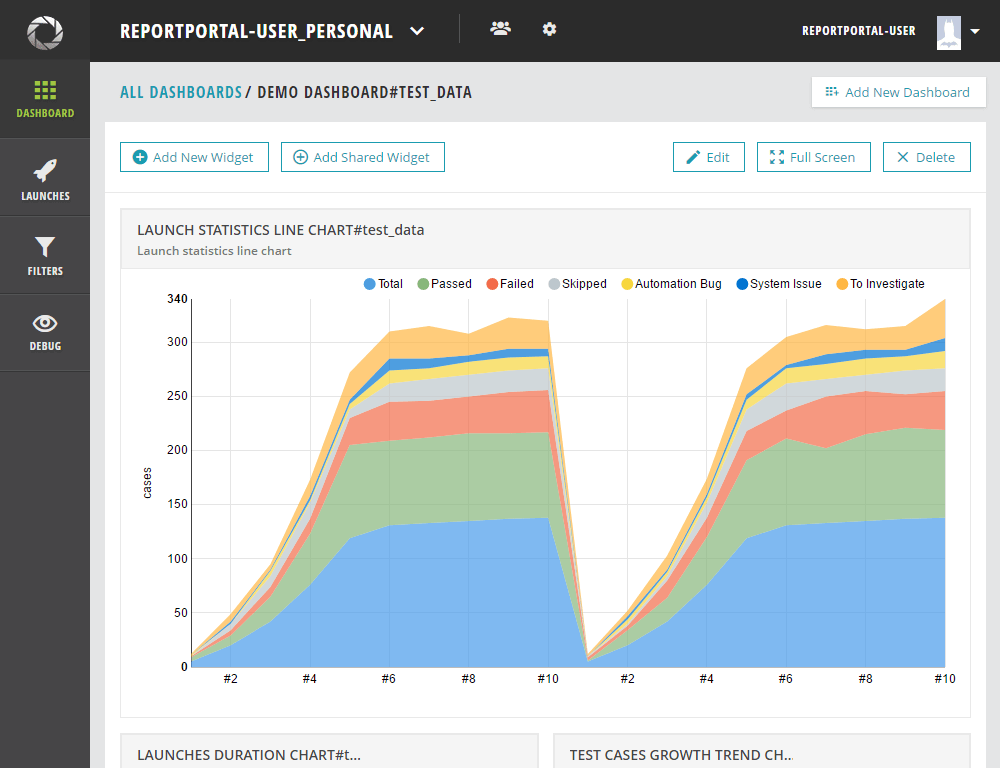 REPORTPORTAL-USER_PERSONAL
REPORTPORTAL-USER
DASHBOARD
LAUNCHES
FILTERS
DEBUG
ALL DASHBOARDS / DEMO DASHBOARD#TEST_DATA
Add New Dashboard
Add New Widget
Add Shared Widget
Edit
Full Screen
Delete
LAUNCH STATISTICS LINE CHART#test_data
Launch statistics line chart
Total Passed Failed Skipped Automation Bug System Issue To Investigate
340
300
250
200
150
100
50
0
cases
#2 #4 #6 #8 #10 #2 #4 #6 #8 #10
LAUNCHES DURATION CHART#t...
TEST CASES GROWTH TREND CH...